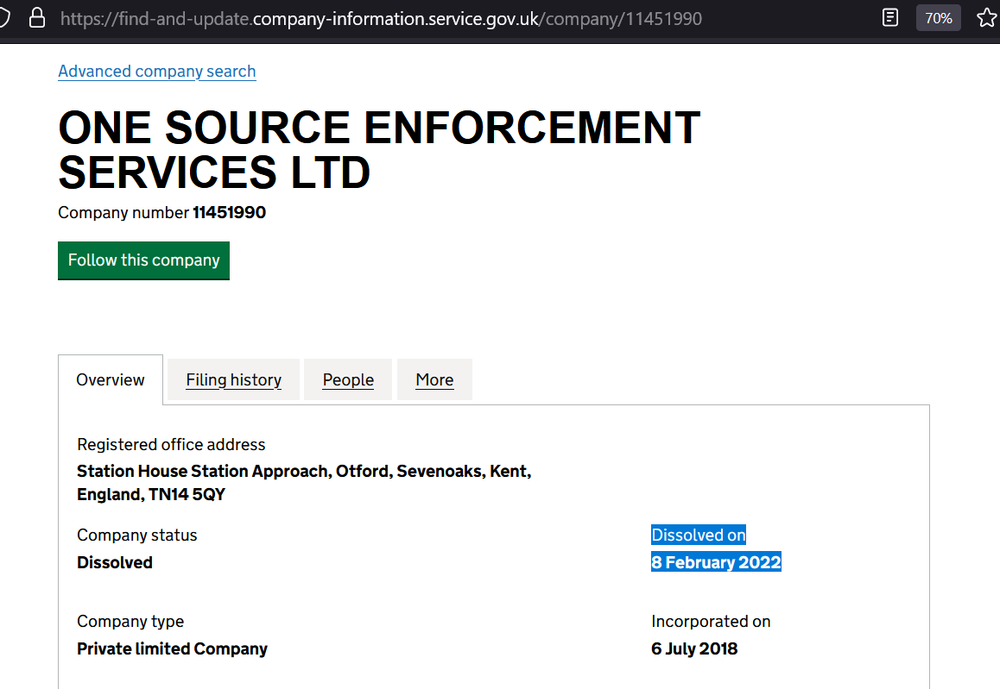 https://find-and-update.company-information.service.gov.uk/company/11451990
70%
Advanced company search
ONE SOURCE ENFORCEMENT
SERVICES LTD
Company number 11451990
Follow this company
Overview
Filing history
People
More
Registered office address
Station House Station Approach, Otford, Sevenoaks, Kent,
England, TN14 5QY
Company status
Dissolved
Dissolved on
8 February 2022
Company type
Private limited Company
Incorporated on
6 July 2018